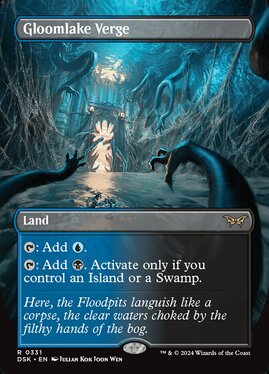 Gloomlake Verge
Land
: Add .
: Add . Activate only if you
control an Island or a Swamp.
Here, the Floodpits languish like a
corpse, the clear waters choked by the
filthy hands of the bog.
R 0331
DSK • EN Julian Kok Joon Wen
™ & © 2024 Wizards of the Coast